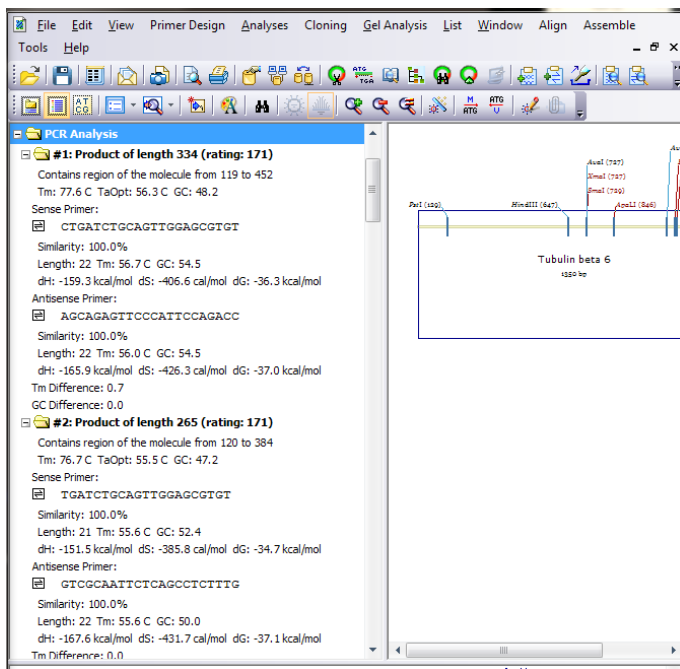 File Edit View Primer Design Analyses Cloning Gel Analysis List Window Align Assemble
Tools Help
PCR Analysis
#1: Product of length 334 (rating: 171)
Contains region of the molecule from 119 to 452
Tm: 77.6 C TaOpt: 56.3 C GC: 48.2
Sense Primer:
CTGATCTGCAGTTGGAGCGTGT
Similarity: 100.0%
Length: 22 Tm: 56.7 C GC: 54.5
dH: -159.3 kcal/mol dS: -406.6 cal/mol dG: -36.3 kcal/mol
Antisense Primer:
AGCAGAGTTCCCATTCCAGACC
Similarity: 100.0%
Length: 22 Tm: 56.0 C GC: 54.5
dH: -165.9 kcal/mol dS: -426.3 cal/mol dG: -37.0 kcal/mol
Tm Difference: 0.7
GC Difference: 0.0
#2: Product of length 265 (rating: 171)
Contains region of the molecule from 120 to 384
Tm: 76.7 C TaOpt: 55.5 C GC: 47.2
Sense Primer:
TGATCTGCAGTTGGAGCGTGT
Similarity: 100.0%
Length: 21 Tm: 55.6 C GC: 52.4
dH: -151.5 kcal/mol dS: -385.8 cal/mol dG: -34.7 kcal/mol
Antisense Primer:
GTCGCAATTCTCAGCCTCTTTG
Similarity: 100.0%
Length: 22 Tm: 55.6 C GC: 50.0
dH: -167.6 kcal/mol dS: -431.7 cal/mol dG: -37.1 kcal/mol
Tm Difference: 0.0
AvaI (727)
XmaI (727)
SmaI (729)
PstI (129)
HindIII (647)
ApaLI (846)
Tubulin beta 6
1350 bp